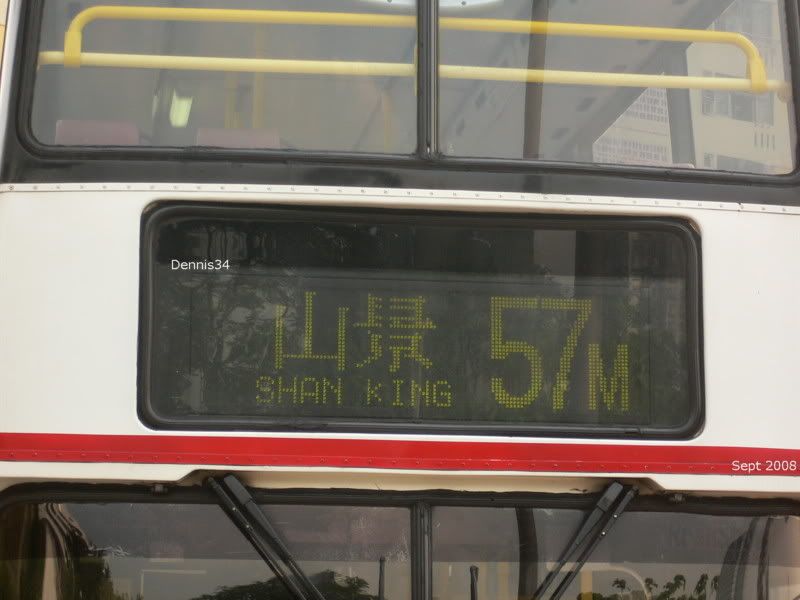 Dennis34
山景 57M
SHAN KING
Sept 2008